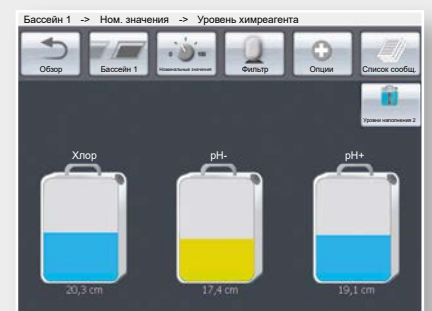 Бассейн 1 -> Ном. значения -> Уровень химреагента
Обзор Бассейн 1 Номинальные значения Фильтр Опции Список сообщ.
Уровни наполнения 2
Хлор pH- pH+
20,3 cm 17,4 cm 19,1 cm